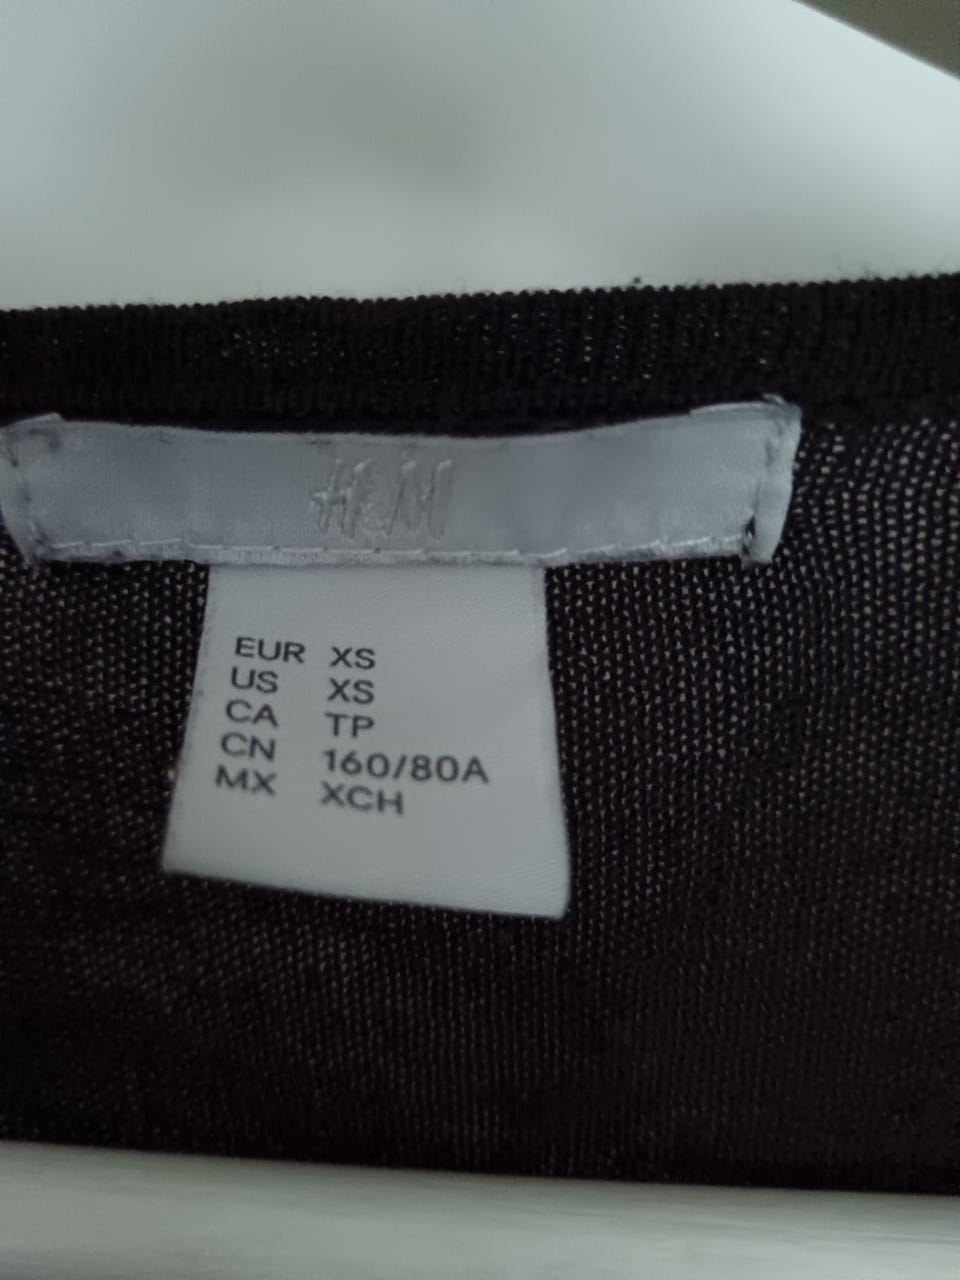 H&M
EUR XS
US XS
CA TP
CN 160/80A
MX XCH